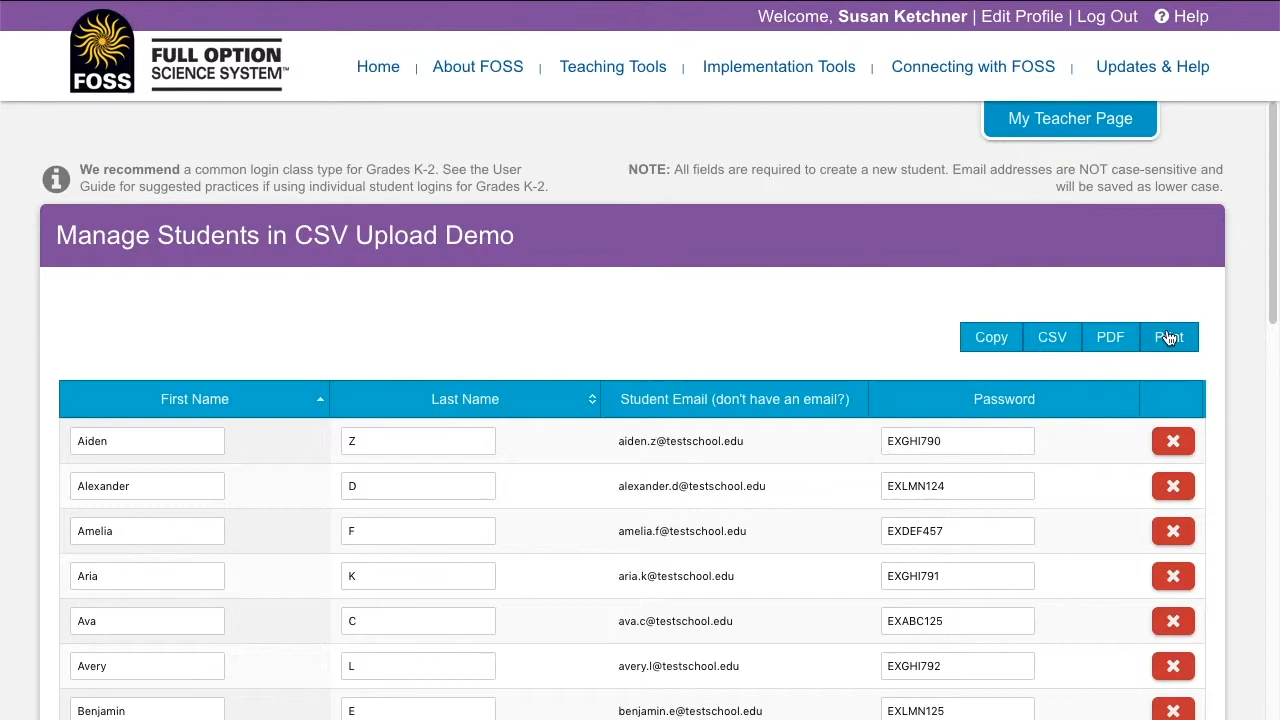 Welcome, Susan Ketchner | Edit Profile | Log Out Help
FOSS
FULL OPTION
SCIENCE SYSTEM™
Home | About FOSS | Teaching Tools | Implementation Tools | Connecting with FOSS | Updates & Help
My Teacher Page
We recommend a common login class type for Grades K-2. See the User
Guide for suggested practices if using individual student logins for Grades K-2.
NOTE: All fields are required to create a new student. Email addresses are NOT case-sensitive and
will be saved as lower case.
Manage Students in CSV Upload Demo
Copy CSV PDF Print
First Name Last Name Student Email (don't have an email?) Password
Aiden Z aiden.z@testschool.edu EXGHI790
Alexander D alexander.d@testschool.edu EXLMN124
Amelia F amelia.f@testschool.edu EXDEF457
Aria K aria.k@testschool.edu EXGHI791
Ava C ava.c@testschool.edu EXABC125
Avery L avery.l@testschool.edu EXGHI792
Benjamin E benjamin.e@testschool.edu EXLMN125